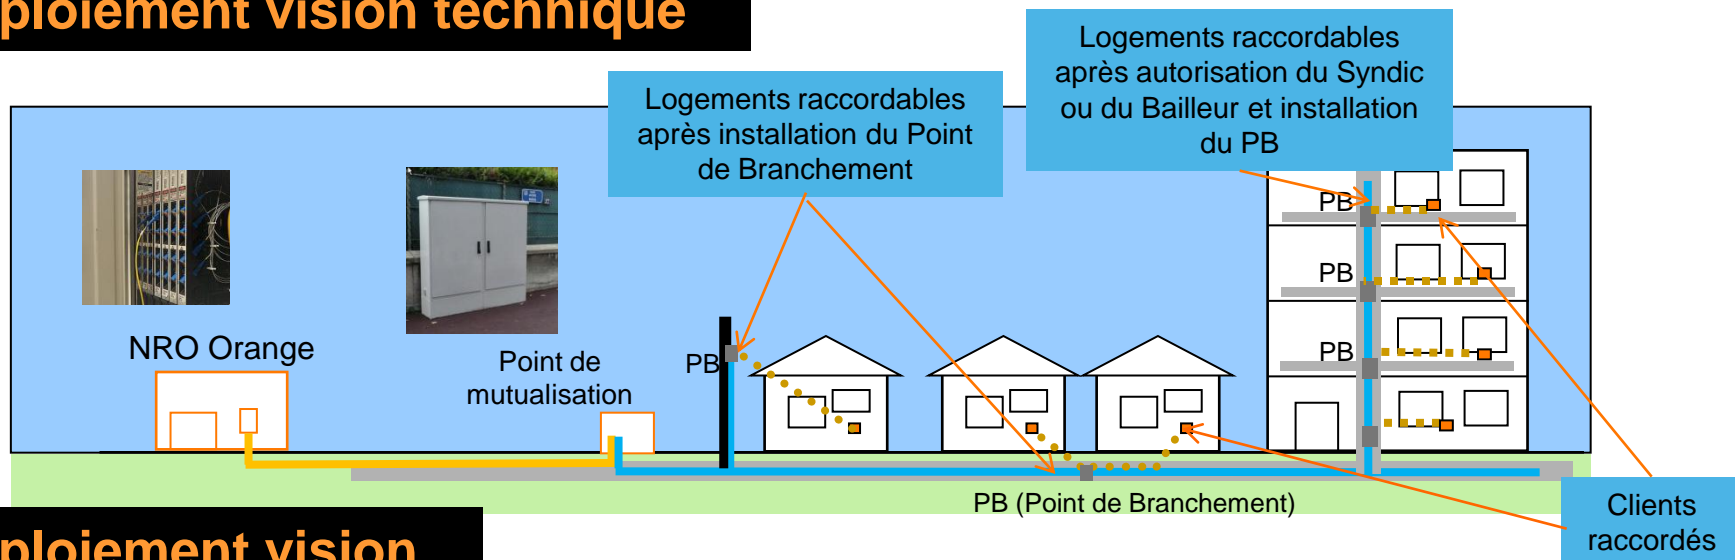 ploiement vision technique
Logements raccordables
après autorisation du Syndic
ou du Bailleur et installation
du PB
Logements raccordables
après installation du Point
de Branchement
PB
PB
PB
NRO Orange
Point de
mutualisation
PB
PB (Point de Branchement)
Clients
raccordés
ploiement vision